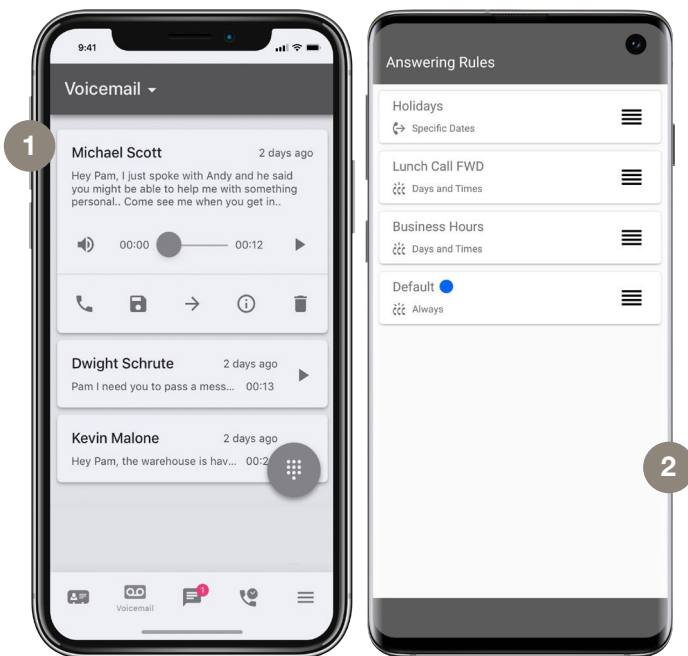 9:41
Voicemail
1
Michael Scott 2 days ago
Hey Pam, I just spoke with Andy and he said
you might be able to help me with something
personal.. Come see me when you get in..
00:00 00:12
Dwight Schrute 2 days ago
Pam I need you to pass a mess... 00:13
Kevin Malone 2 days ago
Hey Pam, the warehouse is hav... 00:2
1
Voicemail
Answering Rules
Holidays
Specific Dates
Lunch Call FWD
Days and Times
Business Hours
Days and Times
Default
Always
2